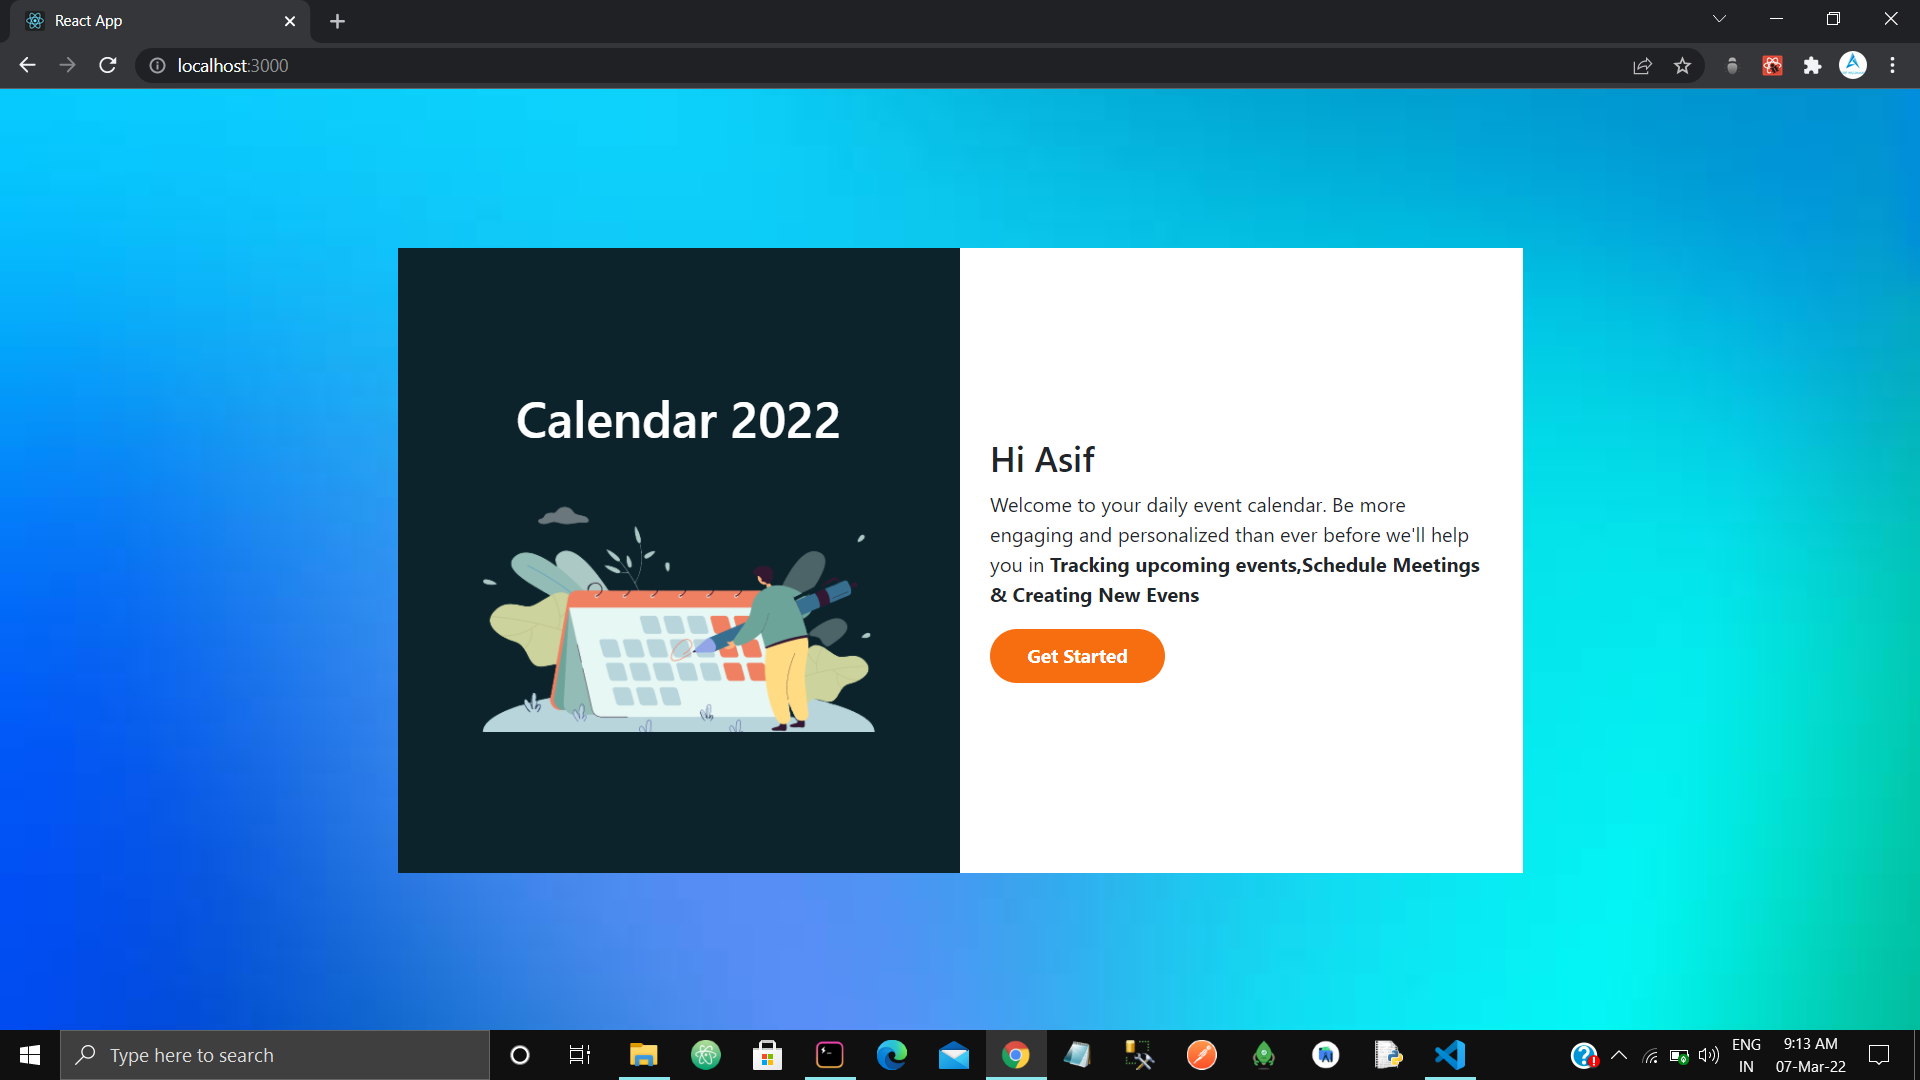 React App
localhost:3000
Calendar 2022
Hi Asif
Welcome to your daily event calendar. Be more
engaging and personalized than ever before we'll help
you in Tracking upcoming events,Schedule Meetings
& Creating New Evens
Get Started
Type here to search
ENG
IN
9:13 AM
07-Mar-22